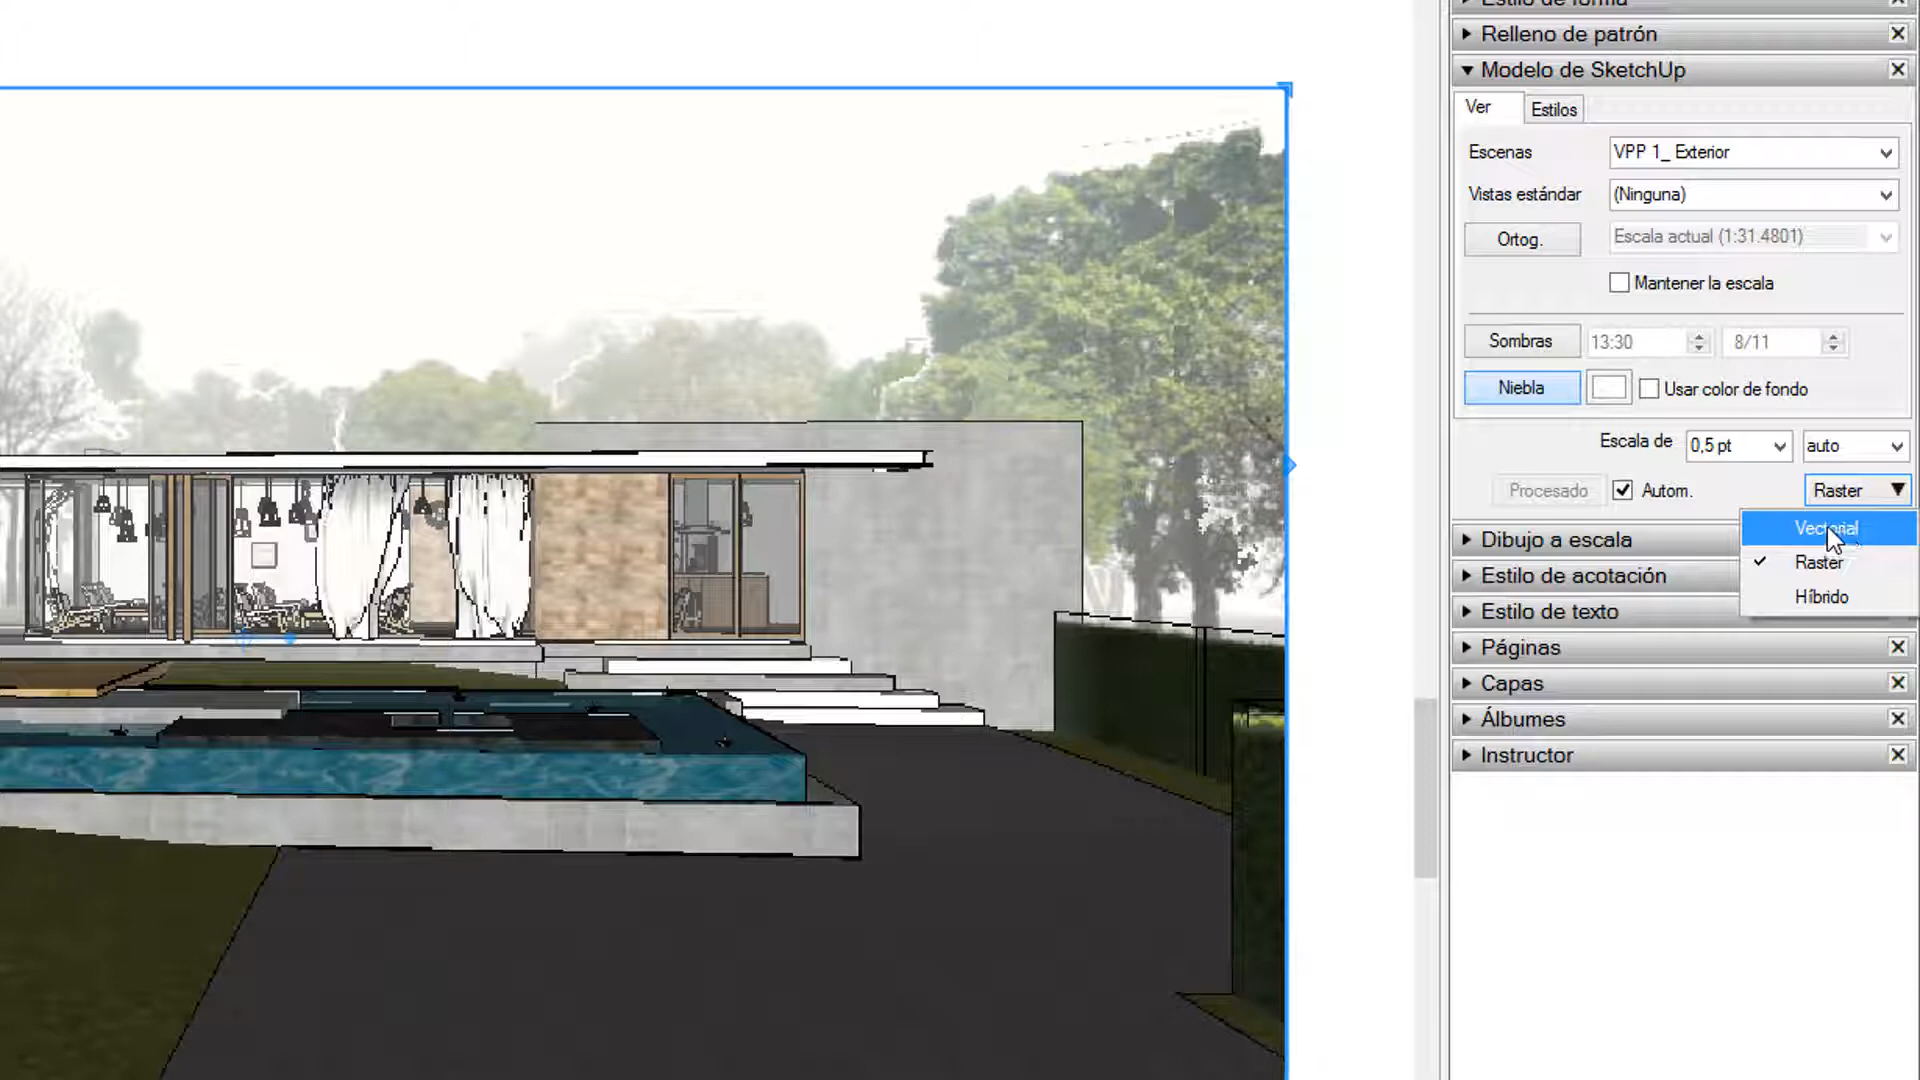 Estilo de forma
Relleno de patrón
Modelo de SketchUp
Ver
Estilos
Escenas
VPP 1_ Exterior
Vistas estándar
(Ninguna)
Ortog.
Escala actual (1:31.4801)
Mantener la escala
Sombras
13:30
8/11
Niebla
Usar color de fondo
Escala de
0,5 pt
auto
Procesado
Autom.
Raster
Vectorial
Raster
Híbrido
Dibujo a escala
Estilo de acotación
Estilo de texto
Páginas
Capas
Álbumes
Instructor